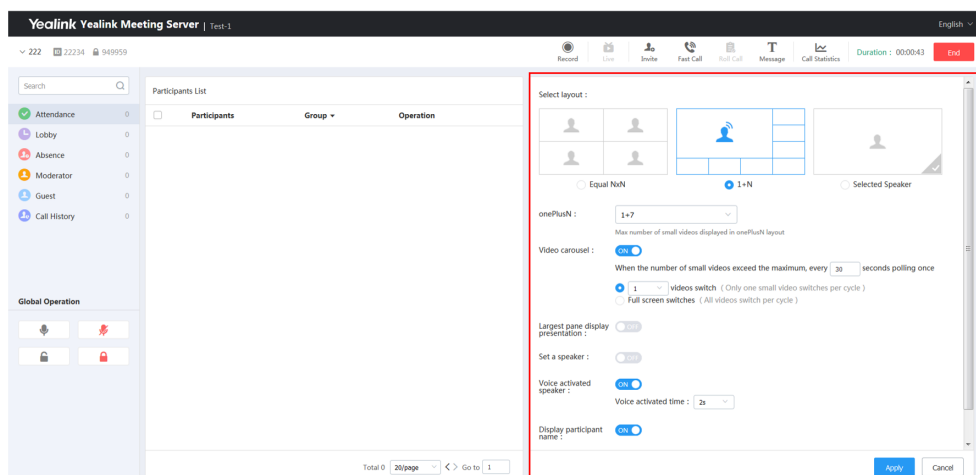 Yealink Yealink Meeting Server | Test-1 English
222 ID 22234 949959 Record Live Invite Fast Call Roll Call Message Call Statistics Duration : 00:00:43 End
Search
Attendance 0
Lobby 0
Absence 0
Moderator 0
Guest 0
Call History 0
Global Operation
Participants List
Participants Group Operation
Total 0 20/page Go to 1
Select layout :
Equal NxN 1+N Selected Speaker
onePlusN : 1+7
Max number of small videos displayed in onePlusN layout
Video carousel : ON
When the number of small videos exceed the maximum, every 30 seconds polling once
1 videos switch ( Only one small video switches per cycle )
Full screen switches ( All videos switch per cycle )
Largest pane display presentation : OFF
Set a speaker : OFF
Voice activated speaker : ON
Voice activated time : 2s
Display participant name : ON
Apply Cancel